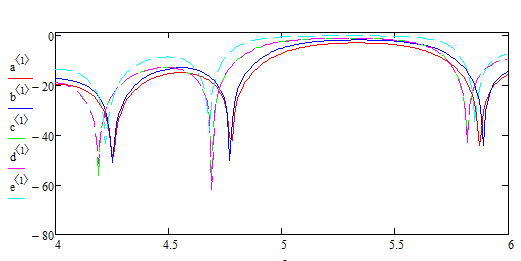 0
a⟨1⟩
− 20
b⟨1⟩
c⟨1⟩
− 40
d⟨1⟩
− 60
e⟨1⟩
− 80
4 4.5 5 5.5 6